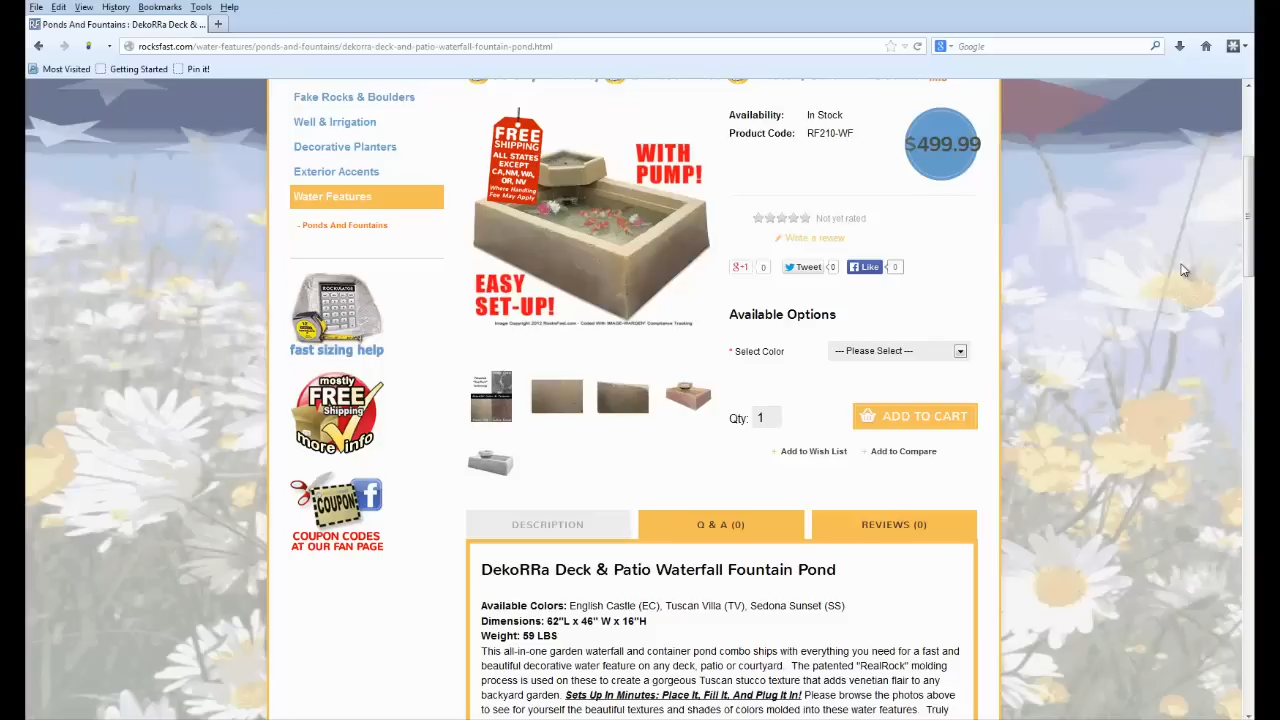 File Edit View History Bookmarks Tools Help
Ponds And Fountains : DekoRRa Deck & ... +
rocksfast.com/water-features/ponds-and-fountains/dekorra-deck-and-patio-waterfall-fountain-pond.html
Google
Most Visited Getting Started Pin it!
Fake Rocks & Boulders
Well & Irrigation
Decorative Planters
Exterior Accents
Water Features
- Ponds And Fountains
ROCKULATOR
fast sizing help
mostly
FREE
Shipping
more info
COUPON
COUPON CODES
AT OUR FAN PAGE
FREE
SHIPPING
ALL STATES
EXCEPT
CA,NM, WA,
OR, NV
Where Handling
Fee May Apply
WITH
PUMP!
EASY
SET-UP!
Availability: In Stock
Product Code: RF210-WF
$499.99
Not yet rated
Write a review
g+1 0 Tweet 0 Like 0
Available Options
* Select Color --- Please Select ---
Qty: 1 ADD TO CART
+ Add to Wish List + Add to Compare
DESCRIPTION Q & A (0) REVIEWS (0)
DekoRRa Deck & Patio Waterfall Fountain Pond
Available Colors: English Castle (EC), Tuscan Villa (TV), Sedona Sunset (SS)
Dimensions: 62"L x 46" W x 16"H
Weight: 59 LBS
This all-in-one garden waterfall and container pond combo ships with everything you need for a fast and
beautiful decorative water feature on any deck, patio or courtyard. The patented "RealRock" molding
process is used on these to create a gorgeous Tuscan stucco texture that adds venetian flair to any
backyard garden. Sets Up In Minutes: Place It, Fill It, And Plug It In! Please browse the photos above
to see for yourself the beautiful textures and shades of colors molded into these water features. Truly